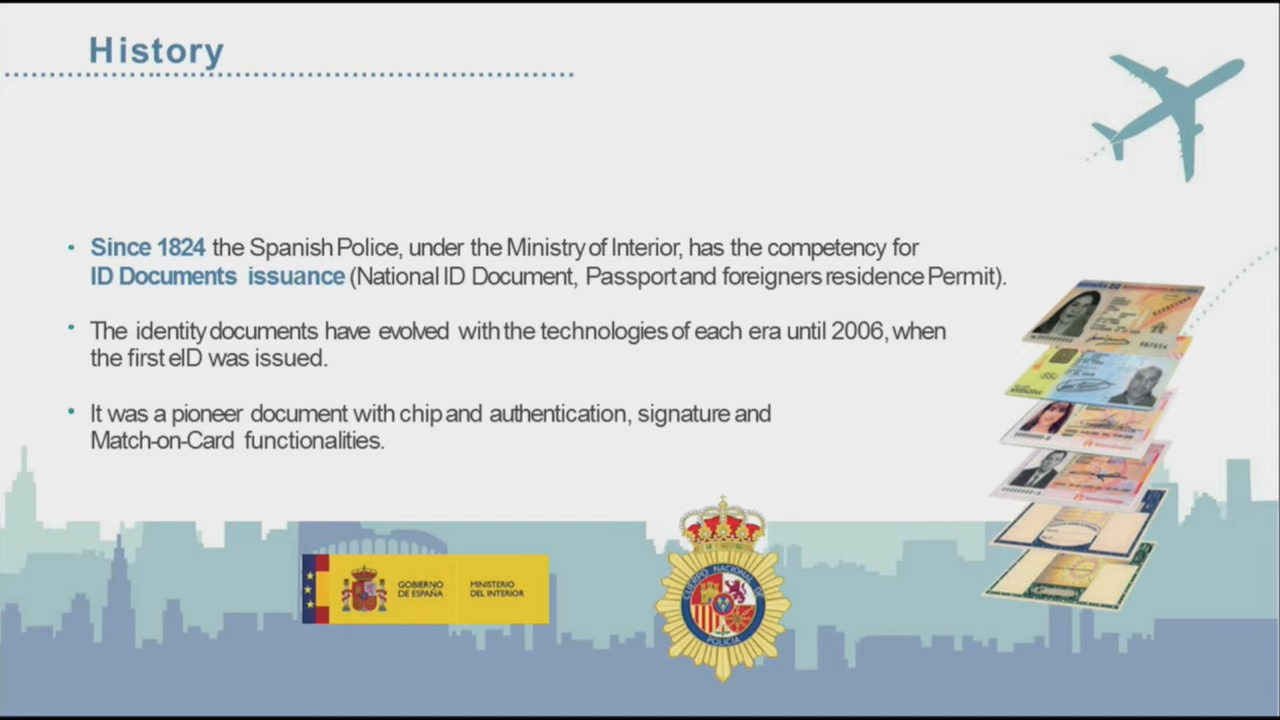 History
• Since 1824 the Spanish Police, under the Ministry of Interior, has the competency for
ID Documents issuance (National ID Document, Passport and foreigners residence Permit).
• The identity documents have evolved with the technologies of each era until 2006, when
the first eID was issued.
• It was a pioneer document with chip and authentication, signature and
Match-on-Card functionalities.
GOBIERNO
DE ESPAÑA
MINISTERIO
DEL INTERIOR
CUERPO NACIONAL DE
POLICIA